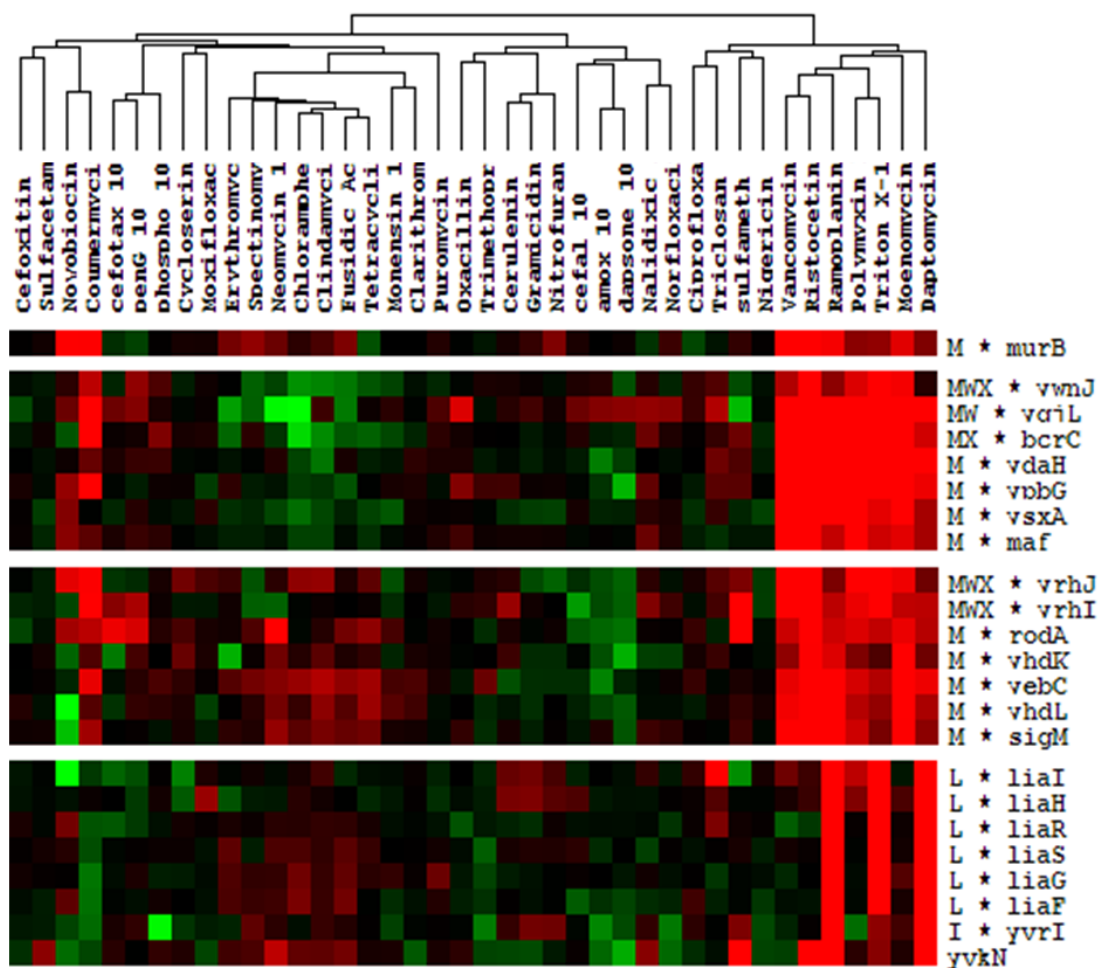 Cefoxitin
Sulfacetam
Novobiocin
Coumermyci
cefotax 10
penG 10
phospho 10
Cycloserin
Moxifloxac
Erythromyc
Spectinomy
Neomycin 1
Chloramphe
Clindamyci
Fusidic Ac
Tetracycli
Monensin 1
Clarithrom
Puromycin
Oxacillin
Trimethopr
Cerulenin
Gramicidin
Nitrofuran
cefal 10
amox 10
dapsone 10
Nalidixic
Norfloxaci
Ciprofloxa
Triclosan
sulfameth
Nigericin
Vancomycin
Ristocetin
Ramoplanin
Polymyxin
Triton X-1
Moenomycin
Daptomycin
M * murB
MWX * ywnJ
MW * yqjL
MX * bcrC
M * ydaH
M * ypbG
M * ysxA
M * maf
MWX * yrhJ
MWX * yrhI
M * rodA
M * yhdK
M * yebC
M * yhdL
M * sigM
L * liaI
L * liaH
L * liaR
L * liaS
L * liaG
L * liaF
I * yvrI
yvkN